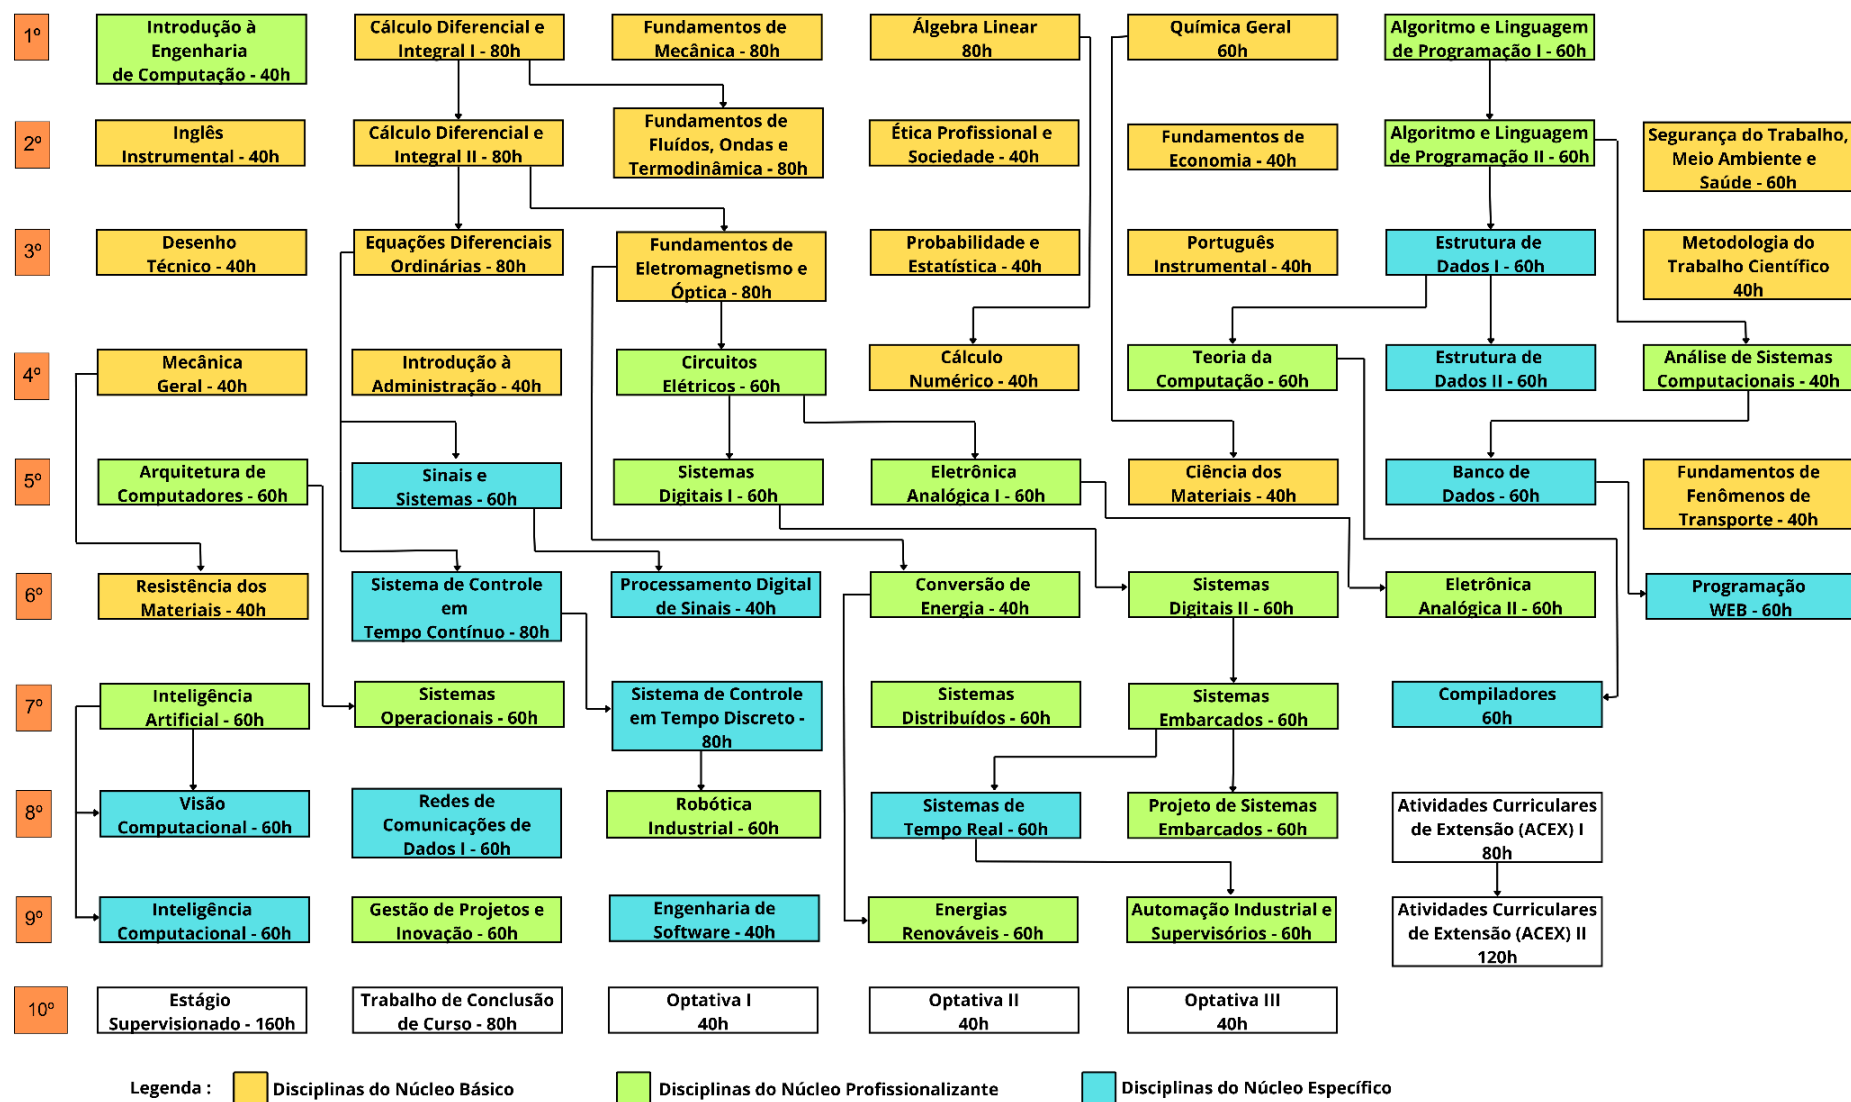 1º
Introdução à
Engenharia
de Computação - 40h
Cálculo Diferencial e
Integral I - 80h
Fundamentos de
Mecânica - 80h
Álgebra Linear
80h
Química Geral
60h
Algoritmo e Linguagem
de Programação I - 60h
2º
Inglês
Instrumental - 40h
Cálculo Diferencial e
Integral II - 80h
Fundamentos de
Fluídos, Ondas e
Termodinâmica - 80h
Ética Profissional e
Sociedade - 40h
Fundamentos de
Economia - 40h
Algoritmo e Linguagem
de Programação II - 60h
Segurança do Trabalho,
Meio Ambiente e
Saúde - 60h
3º
Desenho
Técnico - 40h
Equações Diferenciais
Ordinárias - 80h
Fundamentos de
Eletromagnetismo e
Óptica - 80h
Probabilidade e
Estatística - 40h
Português
Instrumental - 40h
Estrutura de
Dados I - 60h
Metodologia do
Trabalho Científico
40h
4º
Mecânica
Geral - 40h
Introdução à
Administração - 40h
Circuitos
Elétricos - 60h
Cálculo
Numérico - 40h
Teoria da
Computação - 60h
Estrutura de
Dados II - 60h
Análise de Sistemas
Computacionais - 40h
5º
Arquitetura de
Computadores - 60h
Sinais e
Sistemas - 60h
Sistemas
Digitais I - 60h
Eletrônica
Analógica I - 60h
Ciência dos
Materiais - 40h
Banco de
Dados - 60h
Fundamentos de
Fenômenos de
Transporte - 40h
6º
Resistência dos
Materiais - 40h
Sistema de Controle
em
Tempo Contínuo - 80h
Processamento Digital
de Sinais - 40h
Conversão de
Energia - 40h
Sistemas
Digitais II - 60h
Eletrônica
Analógica II - 60h
Programação
WEB - 60h
7º
Inteligência
Artificial - 60h
Sistemas
Operacionais - 60h
Sistema de Controle
em Tempo Discreto -
80h
Sistemas
Distribuídos - 60h
Sistemas
Embarcados - 60h
Compiladores
60h
8º
Visão
Computacional - 60h
Redes de
Comunicações de
Dados I - 60h
Robótica
Industrial - 60h
Sistemas de
Tempo Real - 60h
Projeto de Sistemas
Embarcados - 60h
Atividades Curriculares
de Extensão (ACEX) I
80h
9º
Inteligência
Computacional - 60h
Gestão de Projetos e
Inovação - 60h
Engenharia de
Software - 40h
Energias
Renováveis - 60h
Automação Industrial e
Supervisórios - 60h
Atividades Curriculares
de Extensão (ACEX) II
120h
10º
Estágio
Supervisionado - 160h
Trabalho de Conclusão
de Curso - 80h
Optativa I
40h
Optativa II
40h
Optativa III
40h
Legenda :
Disciplinas do Núcleo Básico
Disciplinas do Núcleo Profissionalizante
Disciplinas do Núcleo Específico